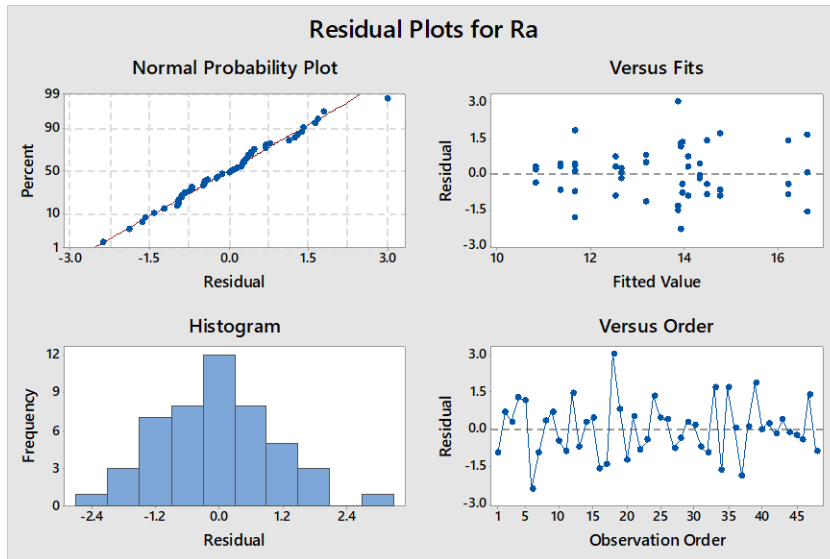 Residual Plots for Ra
Normal Probability Plot
99
90
50
10
1
Percent
-3.0 -1.5 0.0 1.5 3.0
Residual
Versus Fits
3.0
1.5
0.0
-1.5
-3.0
Residual
10 12 14 16
Fitted Value
Histogram
12
9
6
3
0
Frequency
-2.4 -1.2 0.0 1.2 2.4
Residual
Versus Order
3.0
1.5
0.0
-1.5
-3.0
Residual
1 5 10 15 20 25 30 35 40 45
Observation Order